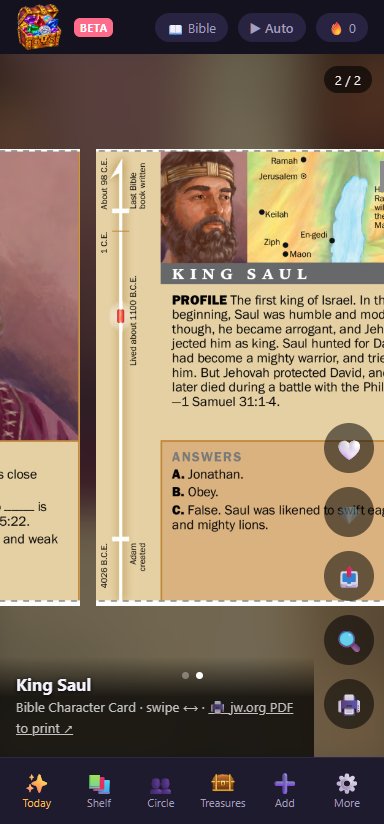 BETA
Bible
Auto
0
2 / 2
About 98 C.E.
Last Bible
book written
1 C.E.
Lived about 1100 B.C.E.
4026 B.C.E.
Adam
created
Ramah
Jerusalem
Keilah
Ziph
En-gedi
Maon
KING SAUL
PROFILE The first king of Israel. In th
beginning, Saul was humble and mod
though, he became arrogant, and Jeh
jected him as king. Saul hunted for Da
had become a mighty warrior, and trie
him. But Jehovah protected David, an
later died during a battle with the Phil
—1 Samuel 31:1-4.
s close
____ is
5:22.
and weak
ANSWERS
A. Jonathan.
B. Obey.
C. False. Saul was likened to swift eag
and mighty lions.
King Saul
Bible Character Card · swipe ↔ · jw.org PDF
to print ↗
Today
Shelf
Circle
Treasures
Add
More